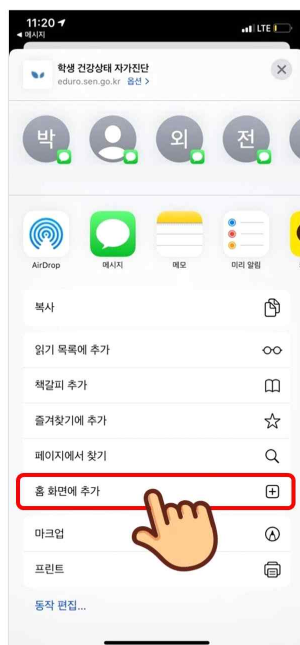 11:20
◀ 메시지
LTE
학생 건강상태 자가진단
eduro.sen.go.kr 옵션 >
박 외 전
AirDrop 메시지 메모 미리 알림
복사
읽기 목록에 추가
책갈피 추가
즐겨찾기에 추가
페이지에서 찾기
홈 화면에 추가
마크업
프린트
동작 편집...